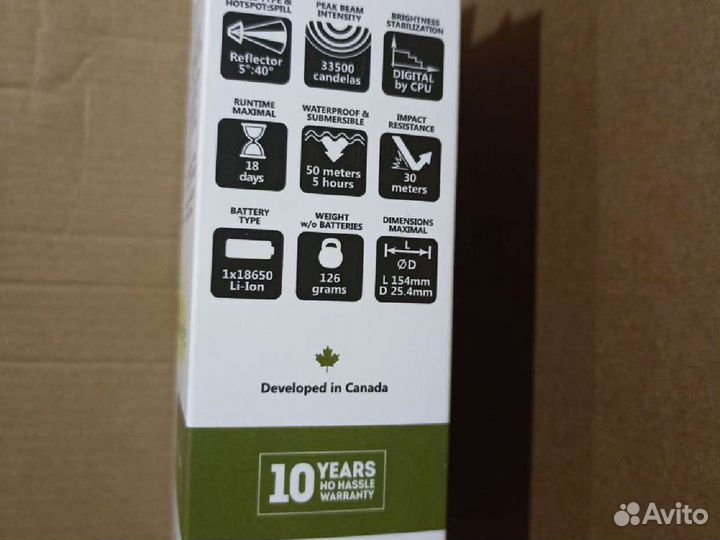 TYPE &
HOTSPOT:SPILL
Reflector
5°:40°
PEAK BEAM
INTENSITY
33500
candelas
BRIGHTNESS
STABILIZATION
DIGITAL
by CPU
RUNTIME
MAXIMAL
18
days
WATERPROOF &
SUBMERSIBLE
50 meters
5 hours
IMPACT
RESISTANCE
30
meters
BATTERY
TYPE
1x18650
Li-Ion
WEIGHT
w/o BATTERIES
126
grams
DIMENSIONS
MAXIMAL
L
ØD
L 154mm
D 25.4mm
Developed in Canada
10 YEARS
NO HASSLE
WARRANTY
Avito